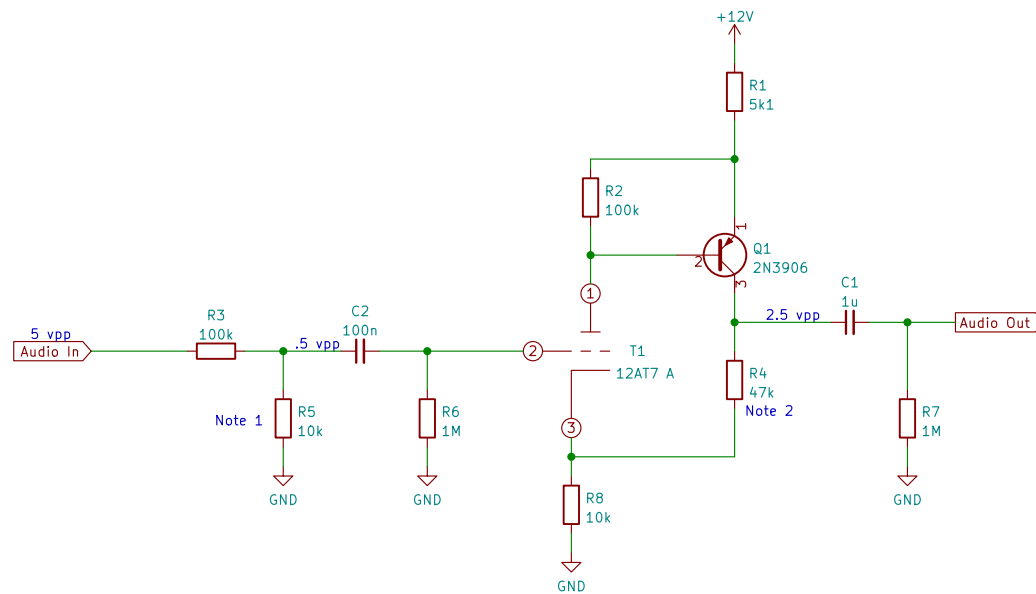 +12V
R1
5k1
R2
100k
1
Q1
2N3906
2
3
C1
1u
2.5 vpp
Audio Out
1
R3
100k
C2
100n
5 vpp
Audio In
.5 vpp
2
T1
12AT7 A
R4
47k
Note 2
Note 1
R5
10k
R6
1M
R7
1M
3
GND
GND
GND
R8
10k
GND